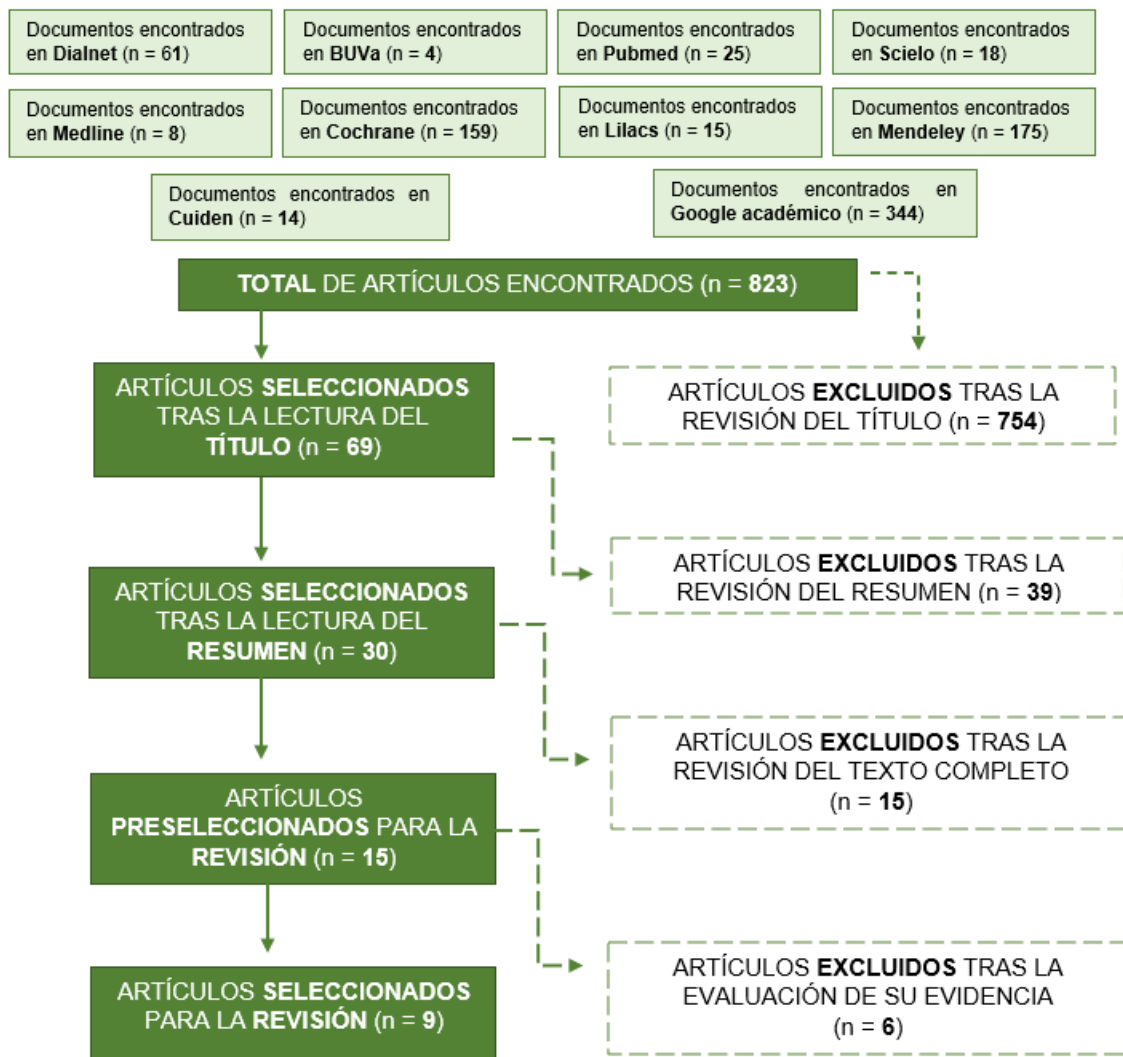 Documentos encontrados
en Dialnet (n = 61)
Documentos encontrados
en BUVa (n = 4)
Documentos encontrados
en Pubmed (n = 25)
Documentos encontrados
en Scielo (n = 18)
Documentos encontrados
en Medline (n = 8)
Documentos encontrados
en Cochrane (n = 159)
Documentos encontrados
en Lilacs (n = 15)
Documentos encontrados
en Mendeley (n = 175)
Documentos encontrados en
Cuiden (n = 14)
Documentos encontrados en
Google académico (n = 344)
TOTAL DE ARTÍCULOS ENCONTRADOS (n = 823)
ARTÍCULOS SELECCIONADOS
TRAS LA LECTURA DEL
TÍTULO (n = 69)
ARTÍCULOS EXCLUIDOS TRAS LA
REVISIÓN DEL TÍTULO (n = 754)
ARTÍCULOS EXCLUIDOS TRAS LA
REVISIÓN DEL RESUMEN (n = 39)
ARTÍCULOS SELECCIONADOS
TRAS LA LECTURA DEL
RESUMEN (n = 30)
ARTÍCULOS EXCLUIDOS TRAS LA
REVISIÓN DEL TEXTO COMPLETO
(n = 15)
ARTÍCULOS
PRESELECCIONADOS PARA LA
REVISIÓN (n = 15)
ARTÍCULOS EXCLUIDOS TRAS LA
EVALUACIÓN DE SU EVIDENCIA
(n = 6)
ARTÍCULOS SELECCIONADOS
PARA LA REVISIÓN (n = 9)